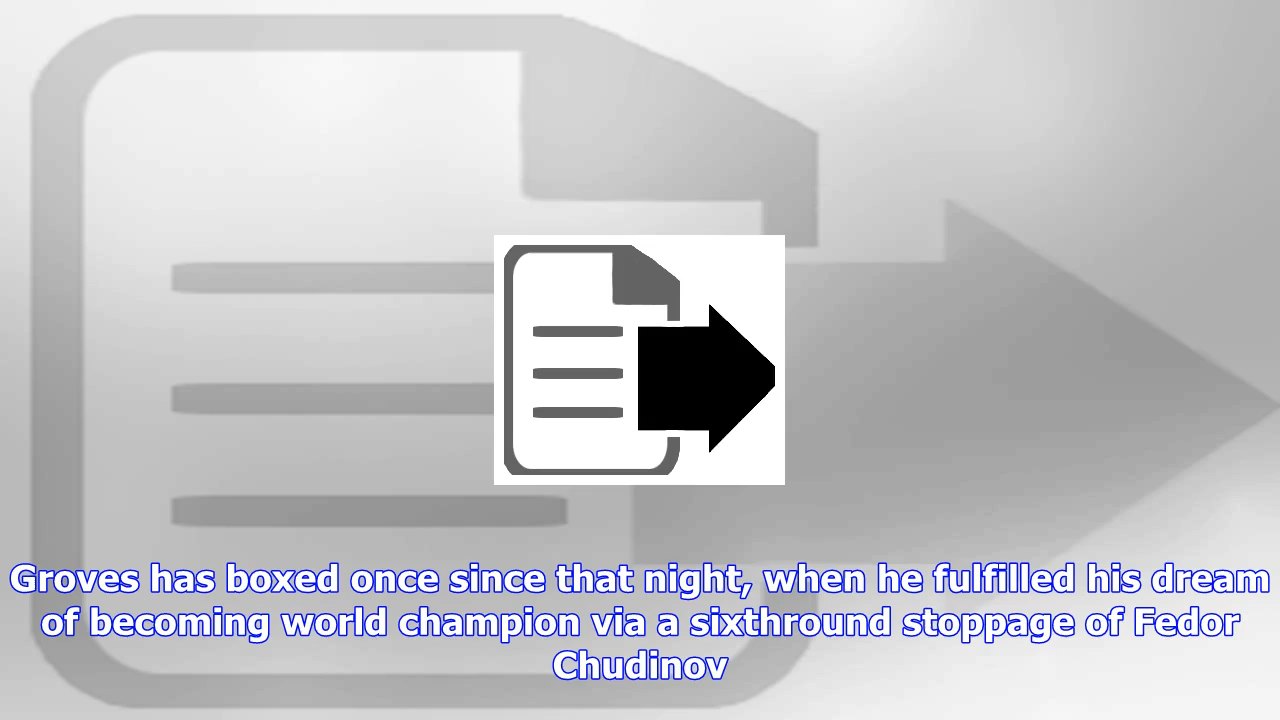 Groves has boxed once since that night, when he fulfilled his dream
of becoming world champion via a sixthround stoppage of Fedor
Chudinov